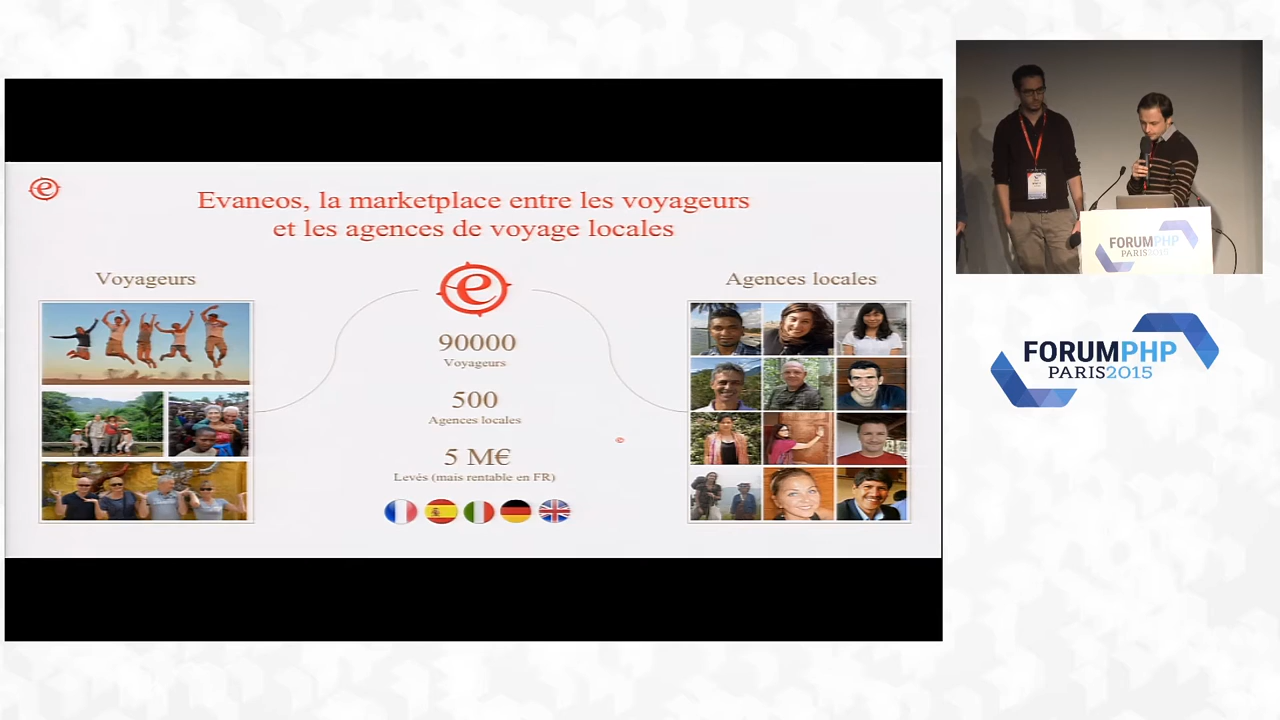 Evaneos, la marketplace entre les voyageurs
et les agences de voyage locales
Voyageurs
Agences locales
90000
Voyageurs
500
Agences locales
5 M€
Levés (mais rentable en FR)
FORUMPHP
PARIS2015
FORUMPHP
PARIS2015